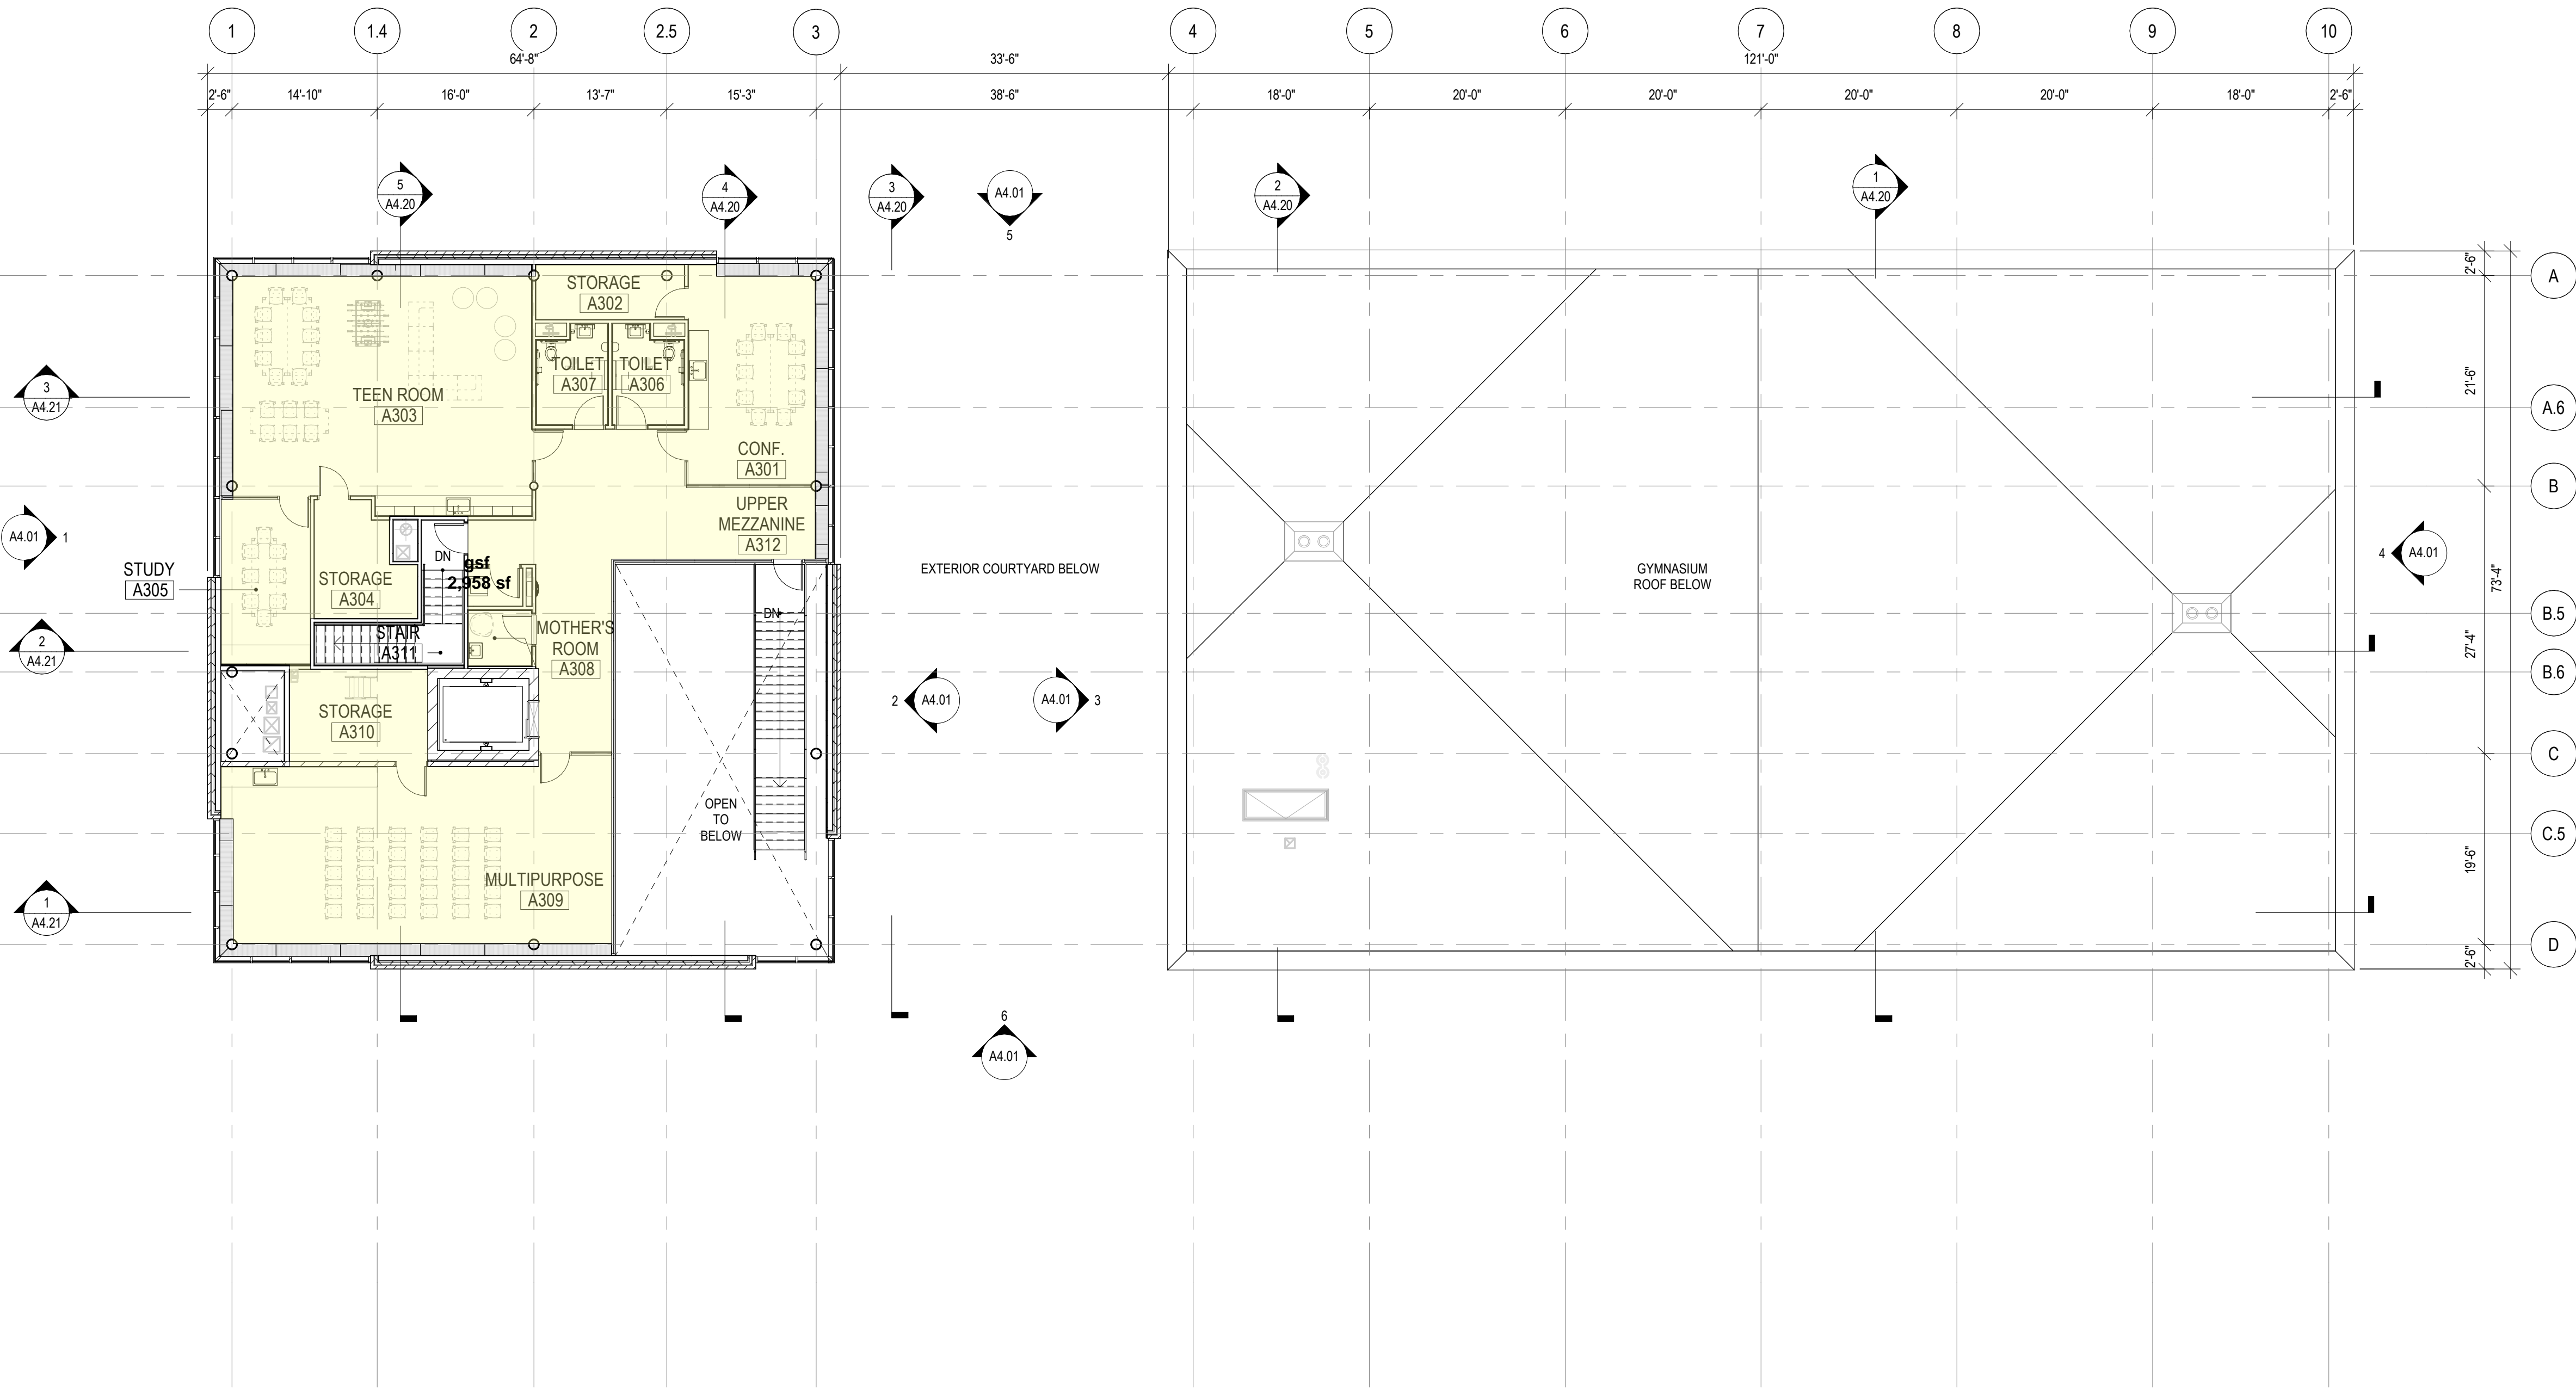 1 1.4 2 2.5 3 4 5 6 7 8 9 10
64'-8" 33'-6" 121'-0"
2'-6" 14'-10" 16'-0" 13'-7" 15'-3" 38'-6" 18'-0" 20'-0" 20'-0" 20'-0" 20'-0" 18'-0" 2'-6"
5
A4.20
4
A4.20
3
A4.20
A4.01
5
2
A4.20
1
A4.20
2'-6"
A
21'-6"
A.6
B
73'-4"
B.5
27'-4"
B.6
C
C.5
19'-6"
D
2'-6"
3
A4.21
A4.01 1
2
A4.21
1
A4.21
STORAGE
A302
TOILET
A307
TOILET
A306
TEEN ROOM
A303
CONF.
A301
UPPER
MEZZANINE
A312
DN
gsf
2,958 sf
STUDY
A305
STORAGE
A304
DN
STAIR
A311
MOTHER'S
ROOM
A308
STORAGE
A310
OPEN
TO
BELOW
MULTIPURPOSE
A309
EXTERIOR COURTYARD BELOW
2 A4.01
A4.01 3
GYMNASIUM
ROOF BELOW
4 A4.01
6
A4.01